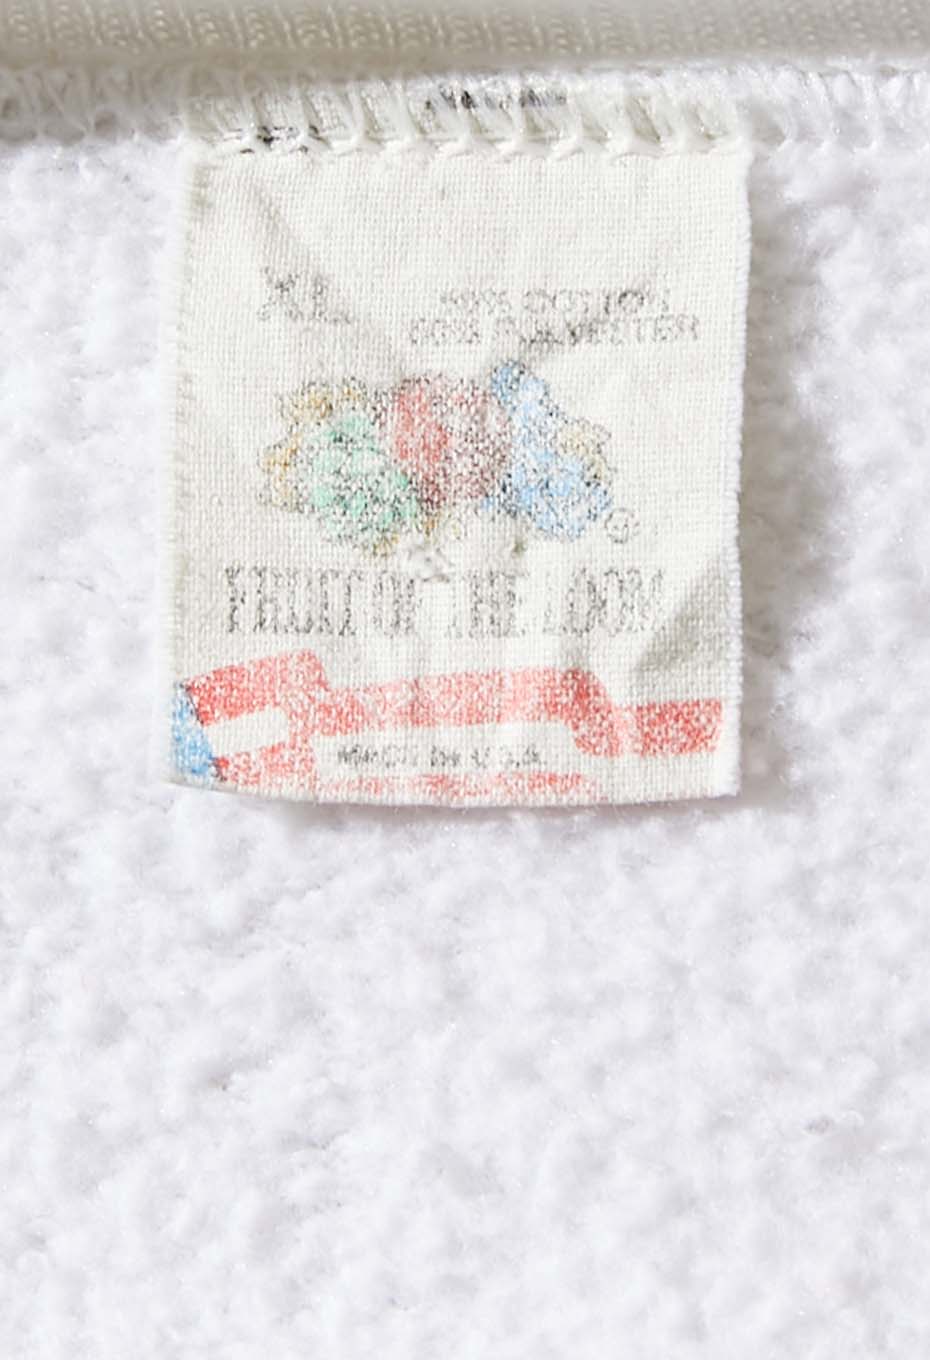 XL
50% COTTON
50% POLYESTER
®
FRUIT OF THE LOOM
MADE IN U.S.A.